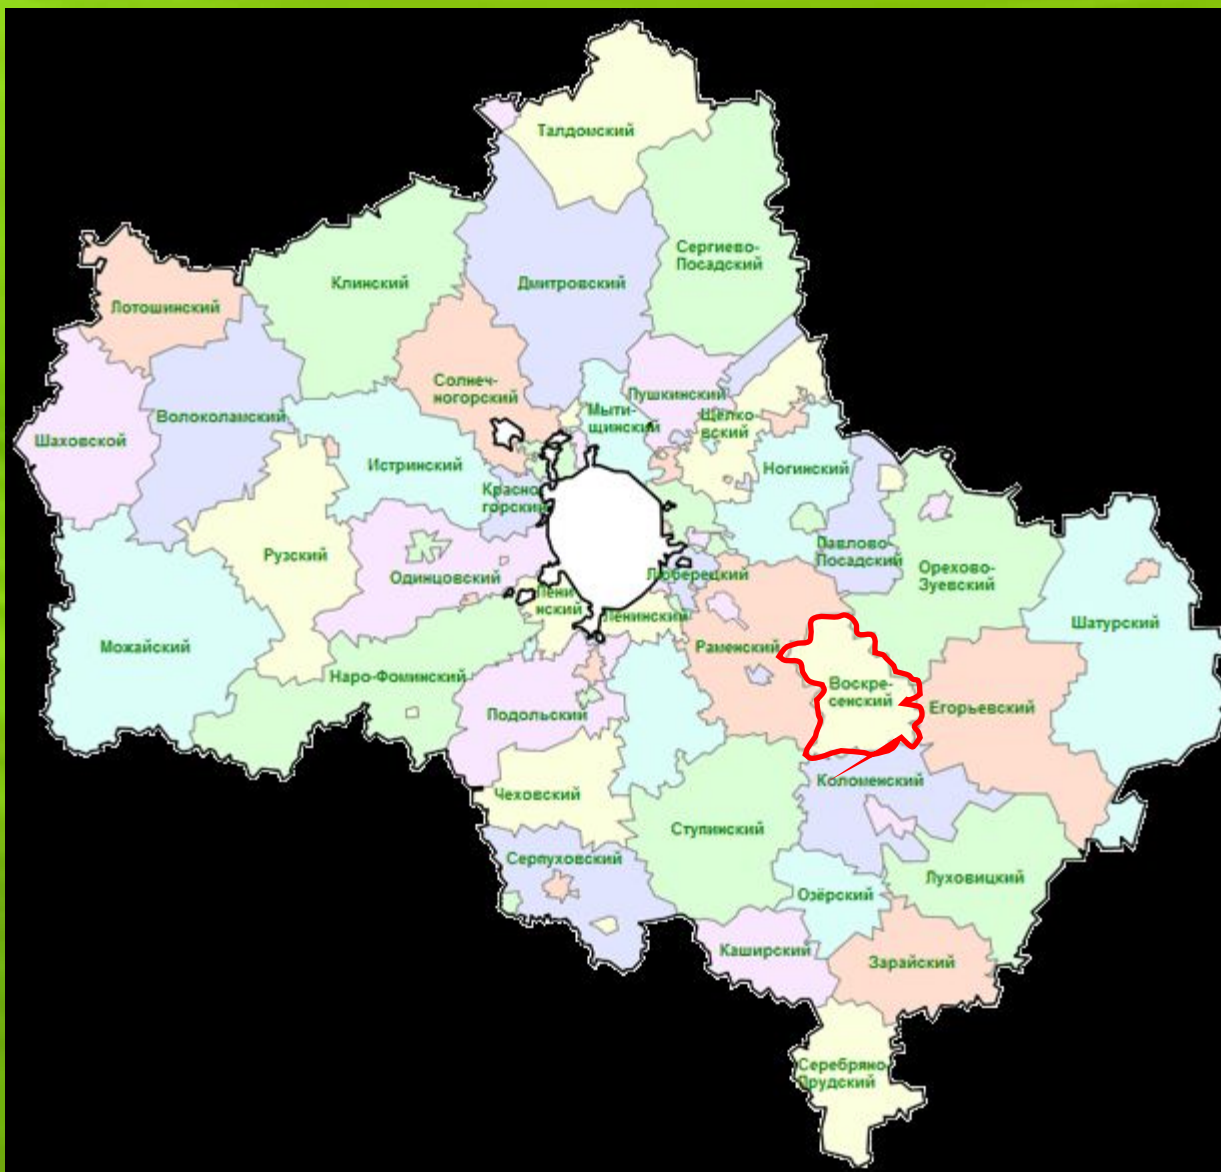 Талдомский
Сергиево-
Посадский
Клинский
Дмитровский
Лотошинский
Солнеч-
ногорский
Пушкинский
Волоколамский
Мыти-
щинский
Щёлко-
вский
Шаховской
Истринский
Ногинский
Красно
горский
Рузский
Павлово-
Посадский
Орехово-
Зуевский
Одинцовский
Люберецкий
Лени
нский
Ленинский
Шатурский
Можайский
Раменский
Наро-Фоминский
Воскре-
сенский
Подольский
Егорьевский
Коломенский
Чеховский
Ступинский
Серпуховский
Луховицкий
Озёрский
Каширский
Зарайский
Серебряно
Прудский